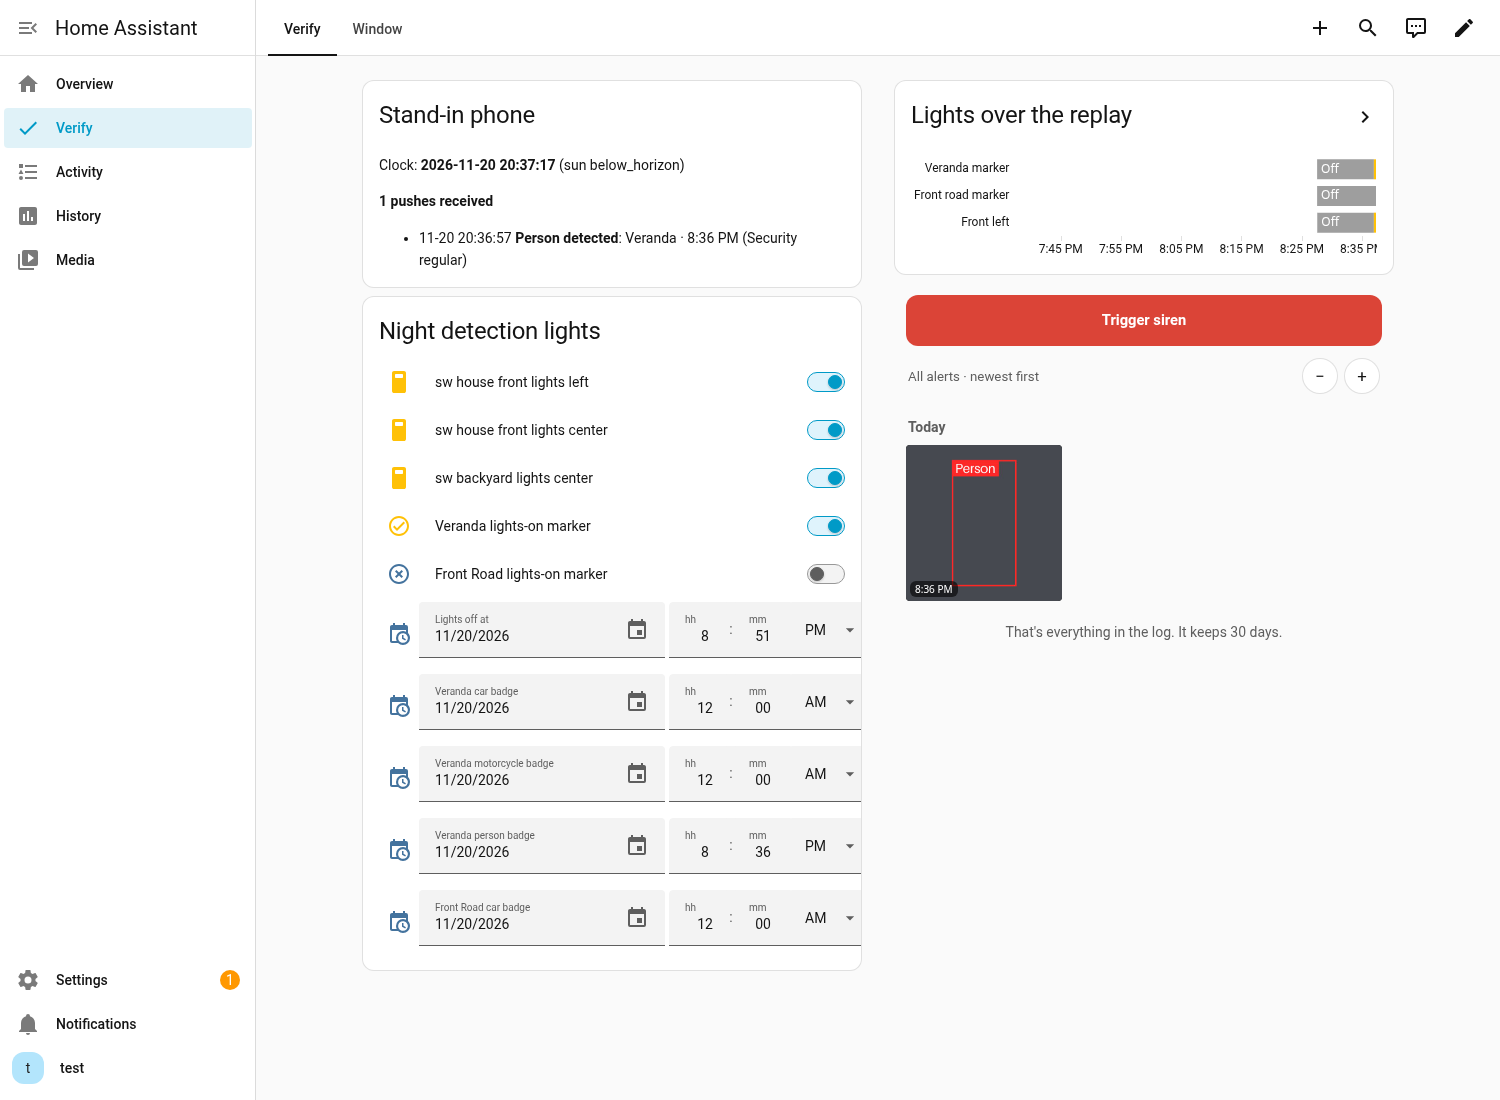 Home Assistant
Verify
Window
Overview
Verify
Activity
History
Media
Settings
1
Notifications
t
test
Stand-in phone
Clock: 2026-11-20 20:37:17 (sun below_horizon)
1 pushes received
• 11-20 20:36:57 Person detected: Veranda · 8:36 PM (Security
regular)
Night detection lights
sw house front lights left
sw house front lights center
sw backyard lights center
Veranda lights-on marker
Front Road lights-on marker
Lights off at
11/20/2026
hh
8
:
mm
51
PM
Veranda car badge
11/20/2026
hh
12
:
mm
00
AM
Veranda motorcycle badge
11/20/2026
hh
12
:
mm
00
AM
Veranda person badge
11/20/2026
hh
8
:
mm
36
PM
Front Road car badge
11/20/2026
hh
12
:
mm
00
AM
Lights over the replay
Veranda marker
Off
Front road marker
Off
Front left
Off
7:45 PM 7:55 PM 8:05 PM 8:15 PM 8:25 PM 8:35 PM
Trigger siren
All alerts · newest first
−
+
Today
Person
8:36 PM
That's everything in the log. It keeps 30 days.